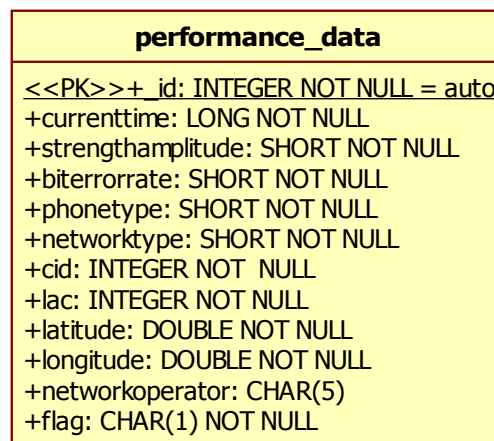 performance_data
<<PK>>+_id: INTEGER NOT NULL = auto
+currenttime: LONG NOT NULL
+strengthamplitude: SHORT NOT NULL
+biterrorrate: SHORT NOT NULL
+phonetype: SHORT NOT NULL
+networktype: SHORT NOT NULL
+cid: INTEGER NOT  NULL
+lac: INTEGER NOT NULL
+latitude: DOUBLE NOT NULL
+longitude: DOUBLE NOT NULL
+networkoperator: CHAR(5)
+flag: CHAR(1) NOT NULL